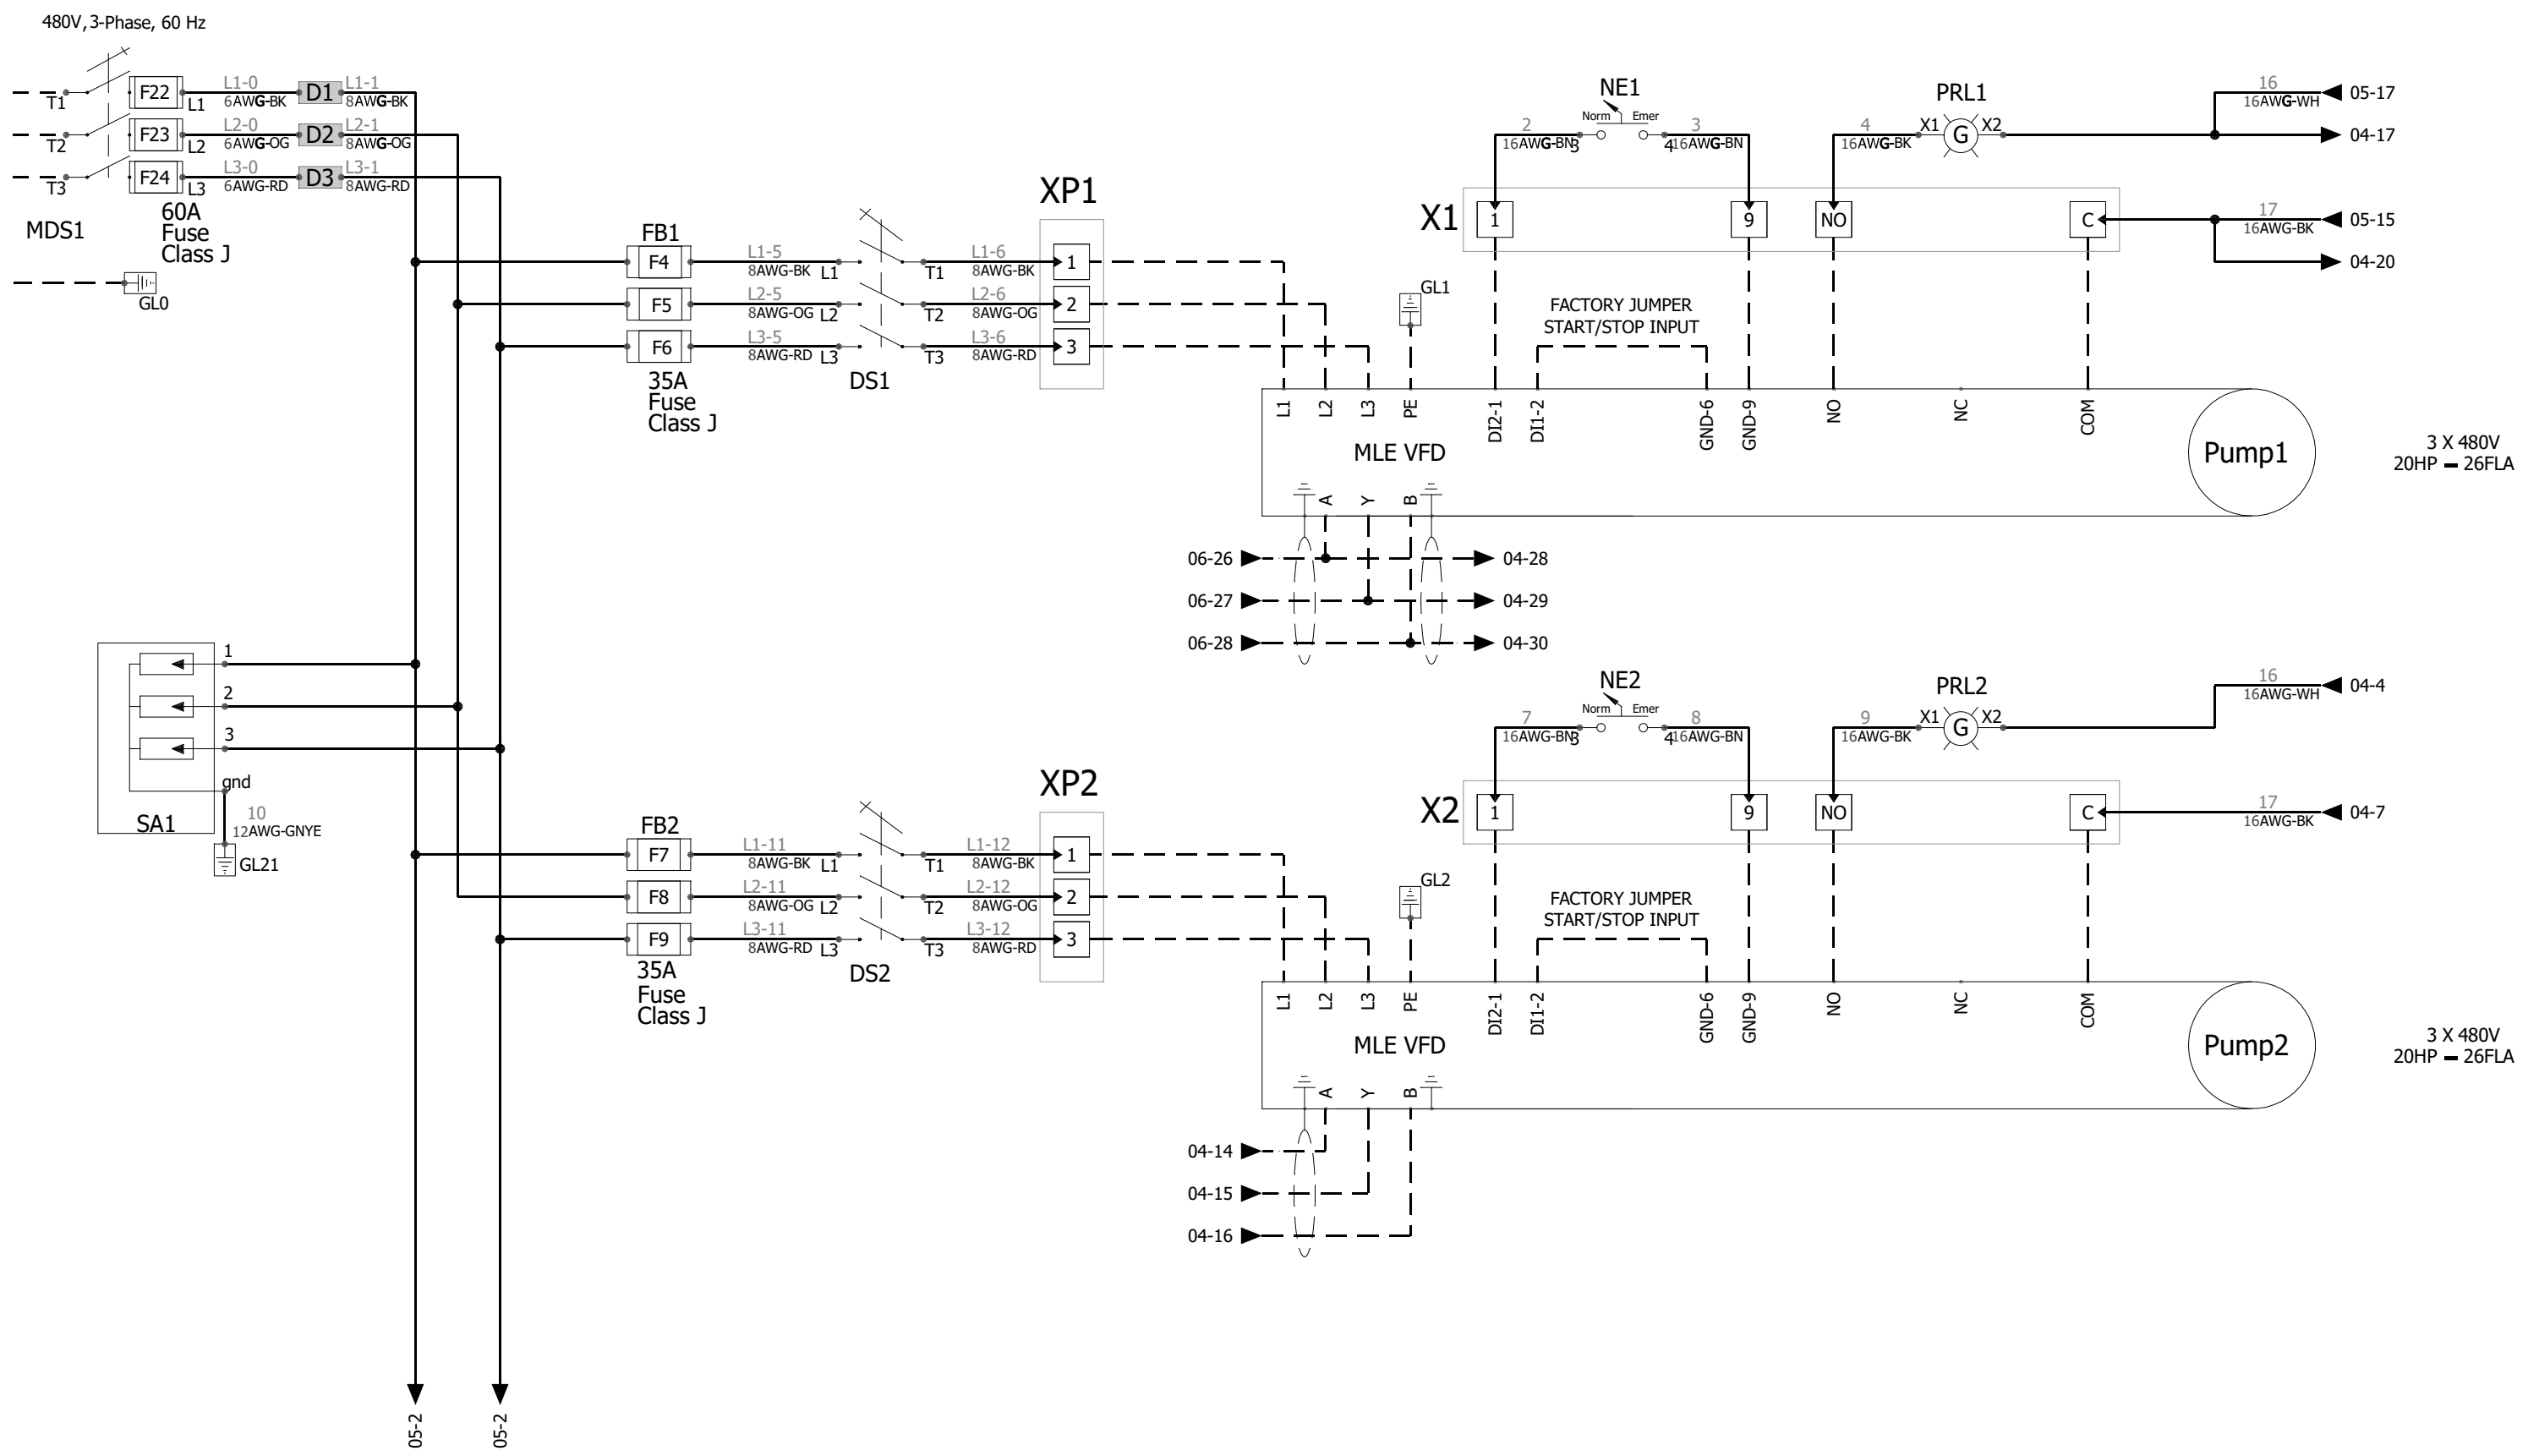 480V, 3-Phase, 60 Hz
T1
F22
L1
L1-0
6AWG-BK
D1
L1-1
8AWG-BK
T2
F23
L2
L2-0
6AWG-OG
D2
L2-1
8AWG-OG
T3
F24
L3
L3-0
6AWG-RD
D3
L3-1
8AWG-RD
MDS1
60A
Fuse
Class J
GL0
FB1
F4
L1-5
8AWG-BK
L1
T1
L1-6
8AWG-BK
F5
L2-5
8AWG-OG
L2
T2
L2-6
8AWG-OG
F6
L3-5
8AWG-RD
L3
T3
L3-6
8AWG-RD
35A
Fuse
Class J
DS1
XP1
1
2
3
GL1
NE1
Norm
Emer
2
16AWG-BN
3
4
3
16AWG-BN
4
16AWG-BK
PRL1
X1
G
X2
16
16AWG-WH
05-17
04-17
X1
1
9
NO
C
17
16AWG-BK
05-15
04-20
FACTORY JUMPER
START/STOP INPUT
L1
L2
L3
PE
DI2-1
DI1-2
GND-6
GND-9
NO
NC
COM
MLE VFD
Pump1
3 X 480V
20HP - 26FLA
A
Y
B
06-26
04-28
06-27
04-29
06-28
04-30
1
2
3
gnd
SA1
10
12AWG-GNYE
GL21
FB2
F7
L1-11
8AWG-BK
L1
T1
L1-12
8AWG-BK
F8
L2-11
8AWG-OG
L2
T2
L2-12
8AWG-OG
F9
L3-11
8AWG-RD
L3
T3
L3-12
8AWG-RD
35A
Fuse
Class J
DS2
XP2
1
2
3
GL2
NE2
Norm
Emer
7
16AWG-BN
3
4
8
16AWG-BN
9
16AWG-BK
PRL2
X1
G
X2
16
16AWG-WH
04-4
X2
1
9
NO
C
17
16AWG-BK
04-7
FACTORY JUMPER
START/STOP INPUT
L1
L2
L3
PE
DI2-1
DI1-2
GND-6
GND-9
NO
NC
COM
MLE VFD
Pump2
3 X 480V
20HP - 26FLA
A
Y
B
04-14
04-15
04-16
05-2
05-2